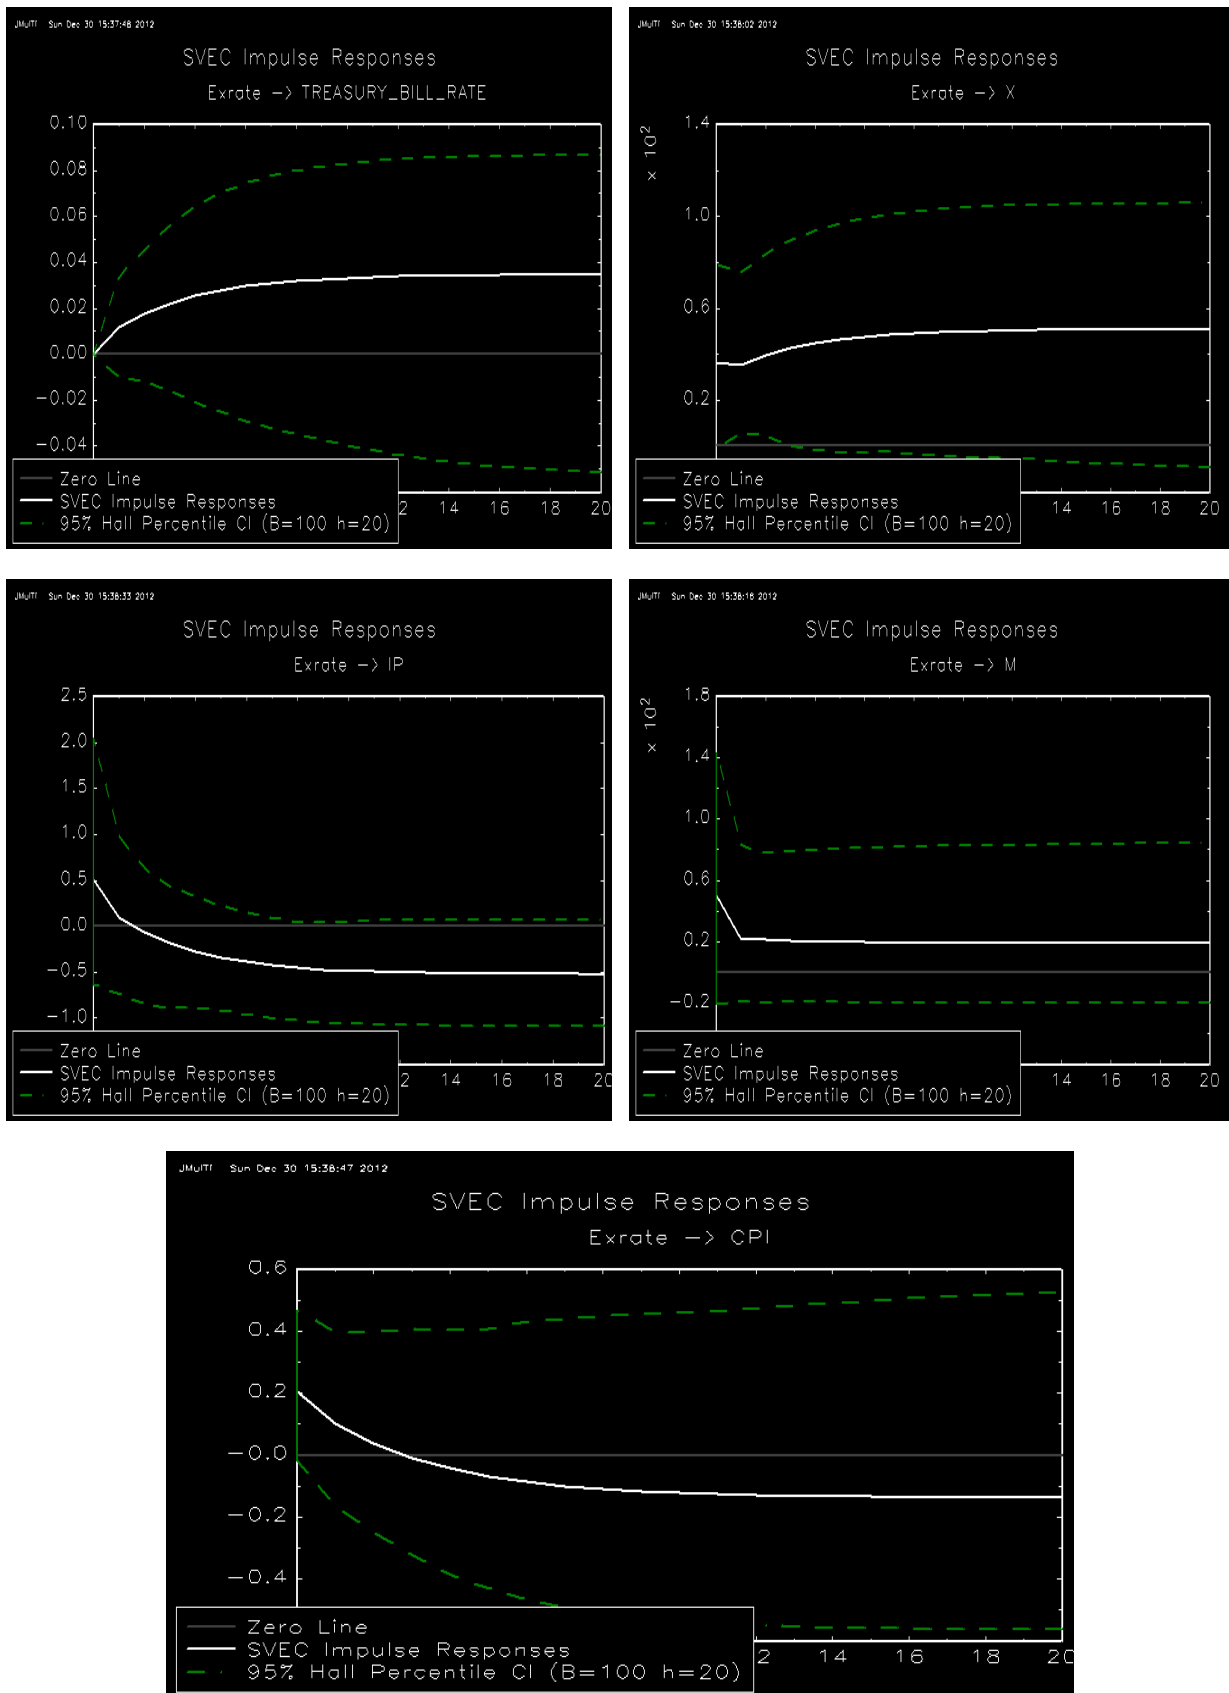 JMulTi Sun Dec 30 15:37:48 2012
SVEC Impulse Responses
Exrate -> TREASURY_BILL_RATE
0.10
0.08
0.06
0.04
0.02
0.00
-0.02
-0.04
2 14 16 18 20
Zero Line
SVEC Impulse Responses
95% Hall Percentile CI (B=100 h=20)
JMulTi Sun Dec 30 15:38:02 2012
SVEC Impulse Responses
Exrate -> X
× 10²
1.4
1.0
0.6
0.2
2 14 16 18 20
Zero Line
SVEC Impulse Responses
95% Hall Percentile CI (B=100 h=20)
JMulTi Sun Dec 30 15:38:33 2012
SVEC Impulse Responses
Exrate -> IP
2.5
2.0
1.5
1.0
0.5
0.0
-0.5
-1.0
2 14 16 18 20
Zero Line
SVEC Impulse Responses
95% Hall Percentile CI (B=100 h=20)
JMulTi Sun Dec 30 15:38:16 2012
SVEC Impulse Responses
Exrate -> M
× 10²
1.8
1.4
1.0
0.6
0.2
-0.2
2 14 16 18 20
Zero Line
SVEC Impulse Responses
95% Hall Percentile CI (B=100 h=20)
JMulTi Sun Dec 30 15:38:47 2012
SVEC Impulse Responses
Exrate -> CPI
0.6
0.4
0.2
-0.0
-0.2
-0.4
2 14 16 18 20
Zero Line
SVEC Impulse Responses
95% Hall Percentile CI (B=100 h=20)